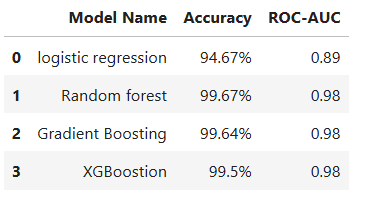 Model Name Accuracy ROC-AUC
0 logistic regression 94.67% 0.89
1 Random forest 99.67% 0.98
2 Gradient Boosting 99.64% 0.98
3 XGBoostion 99.5% 0.98